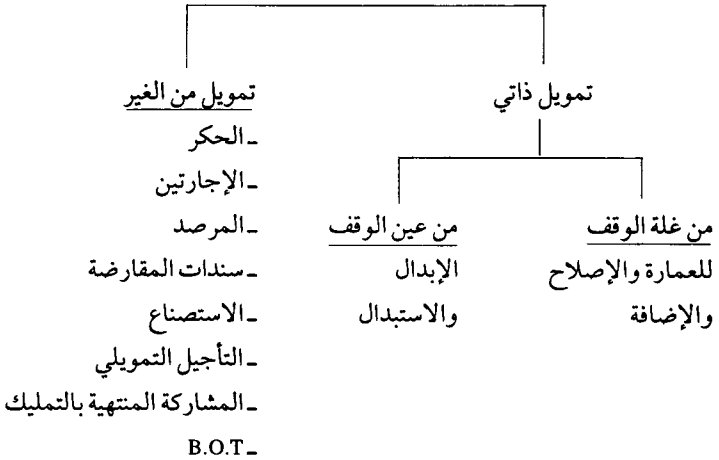 تمويل ذاتي
من غلة الوقف
للعمارة والإصلاح
والإضافة
من عين الوقف
الإبدال
والاستبدال
تمويل من الغير
ـ الحكر
ـ الإجارتين
ـ المرصد
ـ سندات المقارضة
ـ الاستصناع
ـ التأجيل التمويلي
ـ المشاركة المنتهية بالتمليك
ـ B.O.T